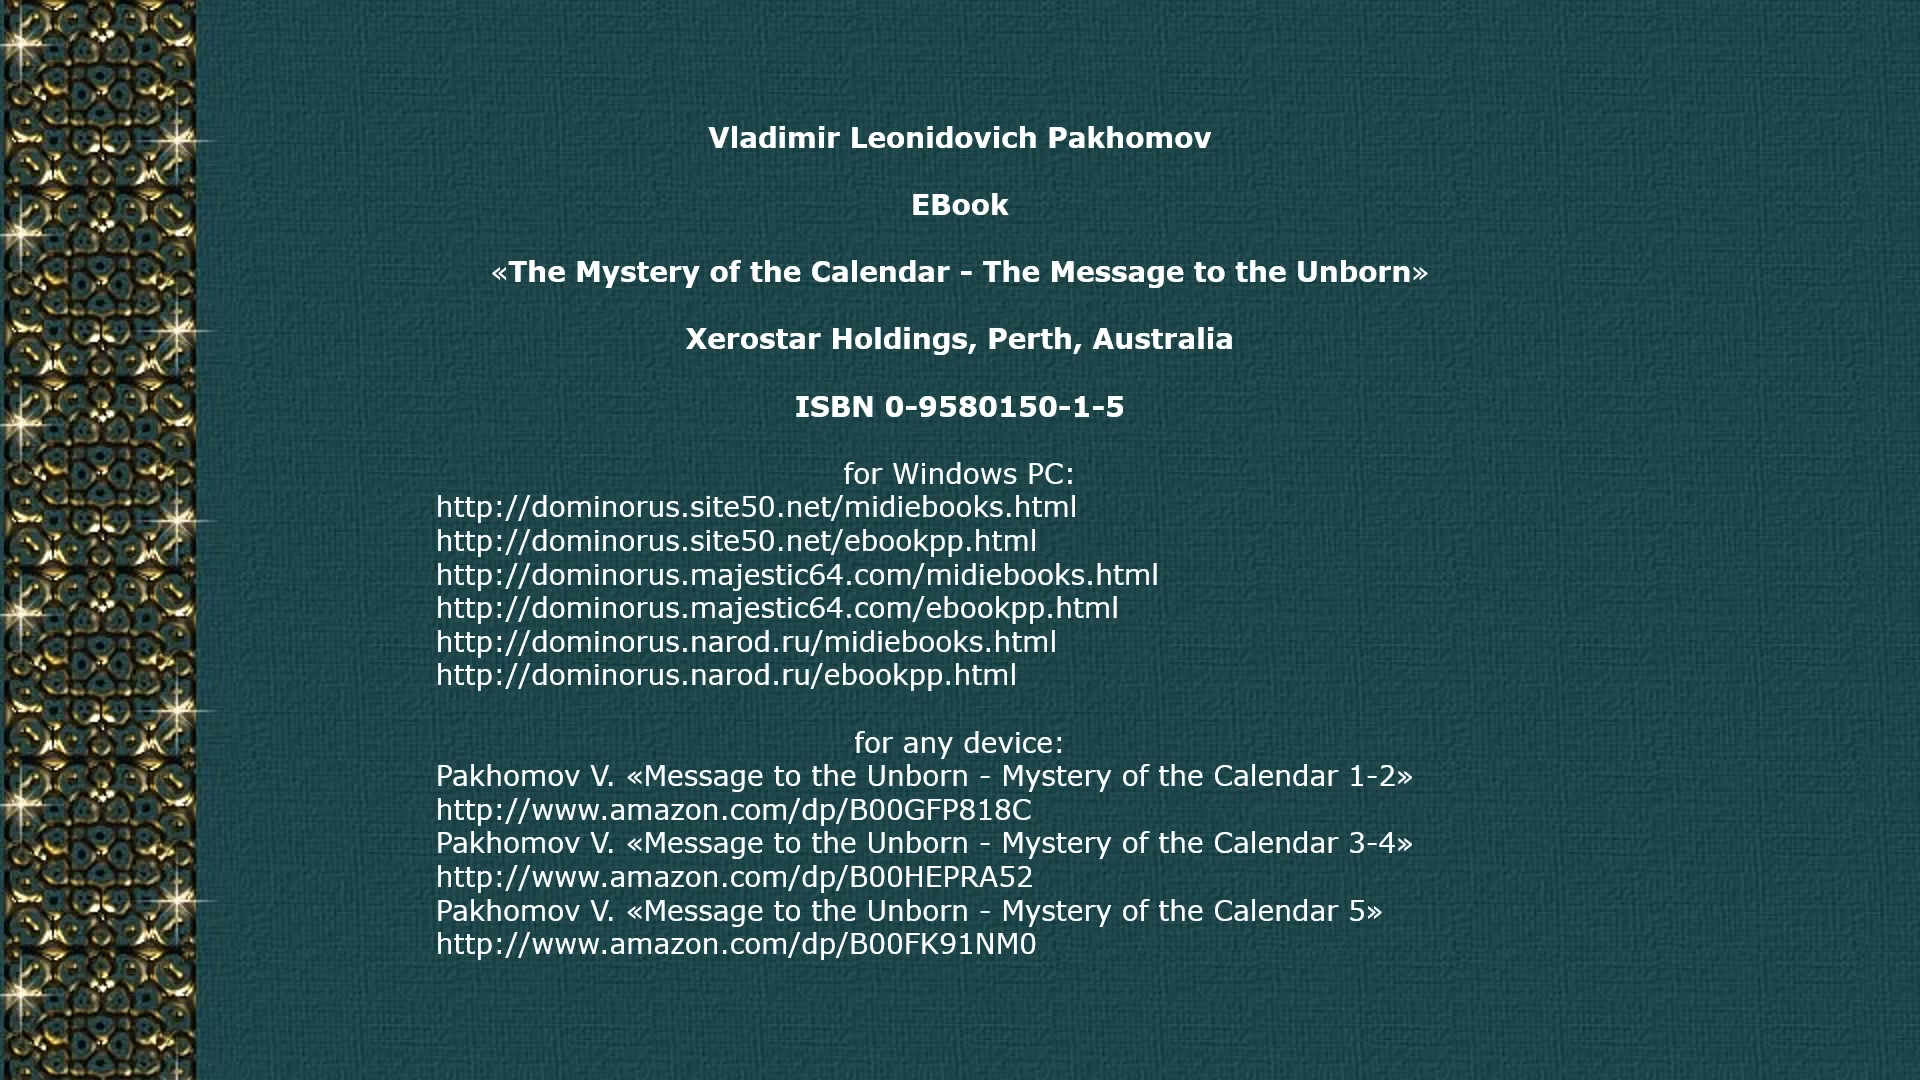 Vladimir Leonidovich Pakhomov
EBook
«The Mystery of the Calendar - The Message to the Unborn»
Xerostar Holdings, Perth, Australia
ISBN 0-9580150-1-5
for Windows PC:
http://dominorus.site50.net/midiebooks.html
http://dominorus.site50.net/ebookpp.html
http://dominorus.majestic64.com/midiebooks.html
http://dominorus.majestic64.com/ebookpp.html
http://dominorus.narod.ru/midiebooks.html
http://dominorus.narod.ru/ebookpp.html
for any device:
Pakhomov V. «Message to the Unborn - Mystery of the Calendar 1-2»
http://www.amazon.com/dp/B00GFP818C
Pakhomov V. «Message to the Unborn - Mystery of the Calendar 3-4»
http://www.amazon.com/dp/B00HEPRA52
Pakhomov V. «Message to the Unborn - Mystery of the Calendar 5»
http://www.amazon.com/dp/B00FK91NM0